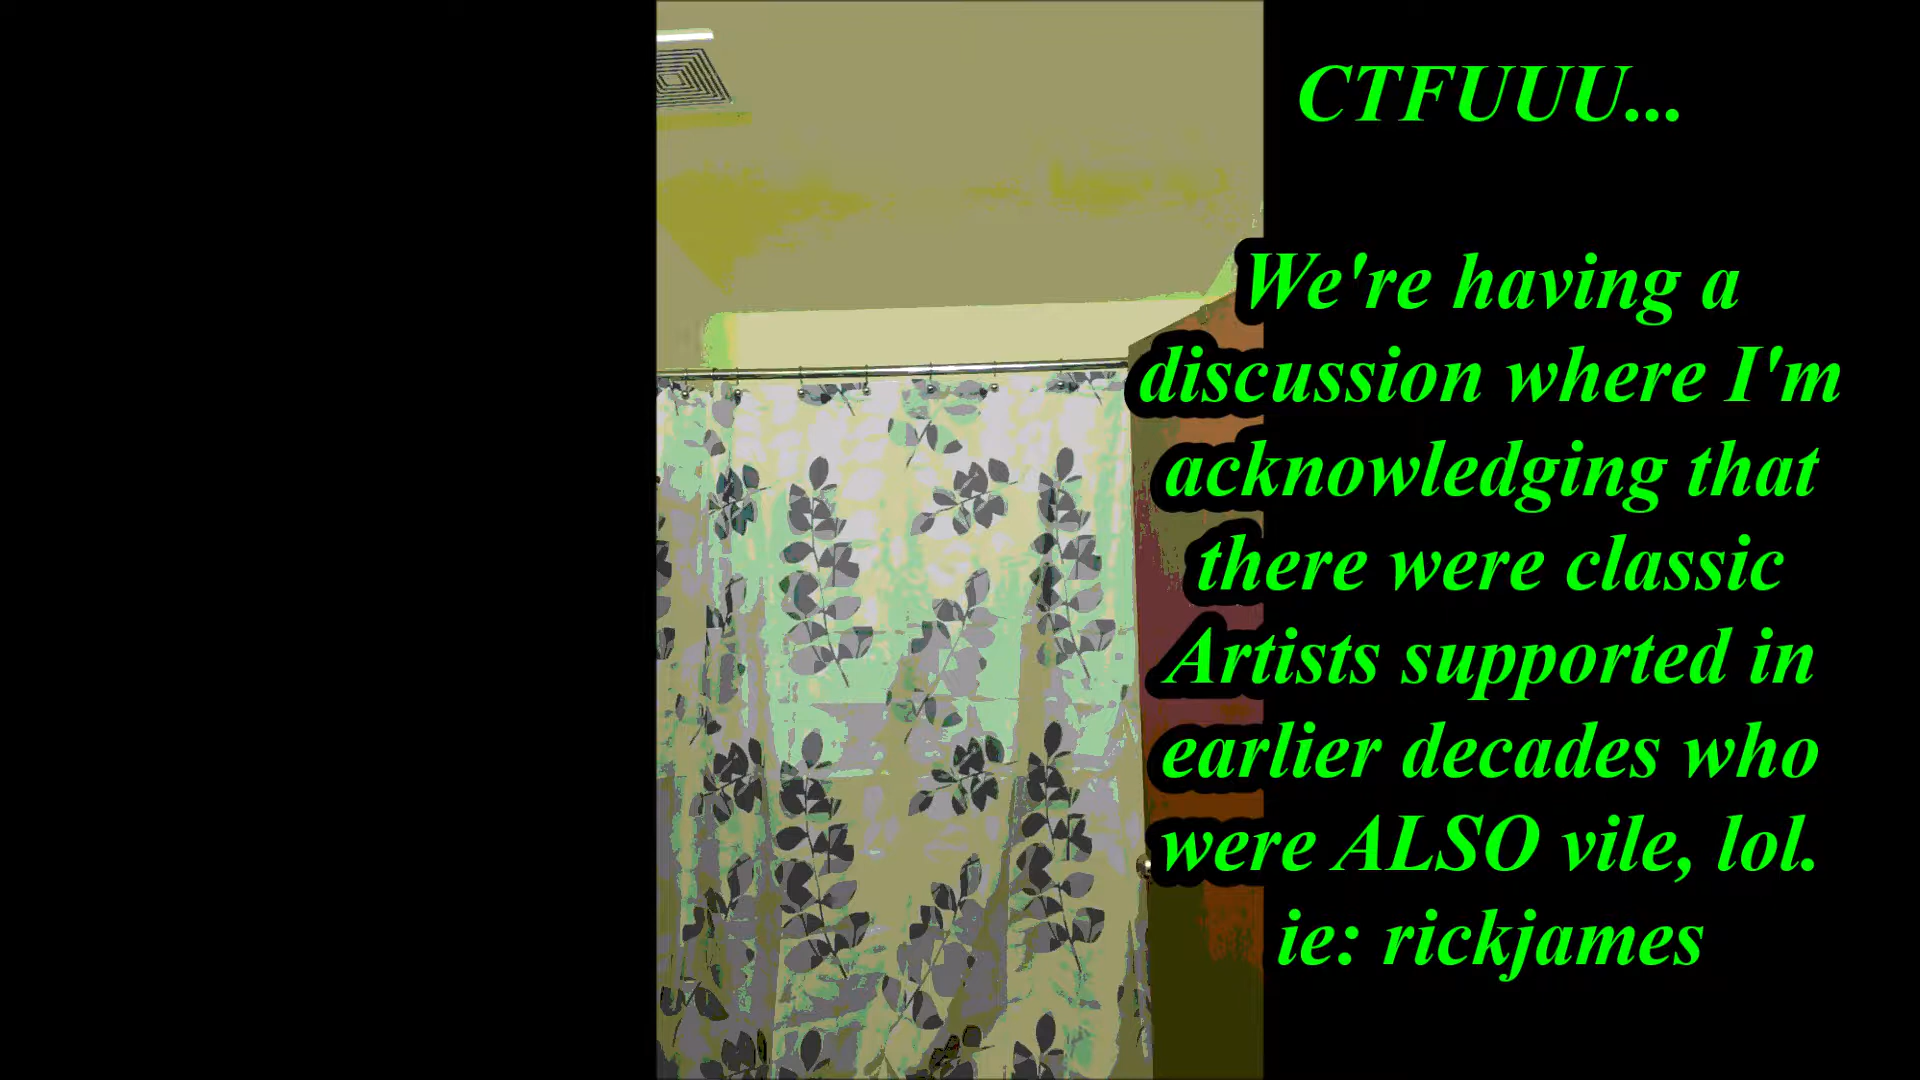 CTFUUU...
We're having a
discussion where I'm
acknowledging that
there were classic
Artists supported in
earlier decades who
were ALSO vile, lol.
ie: rickjames